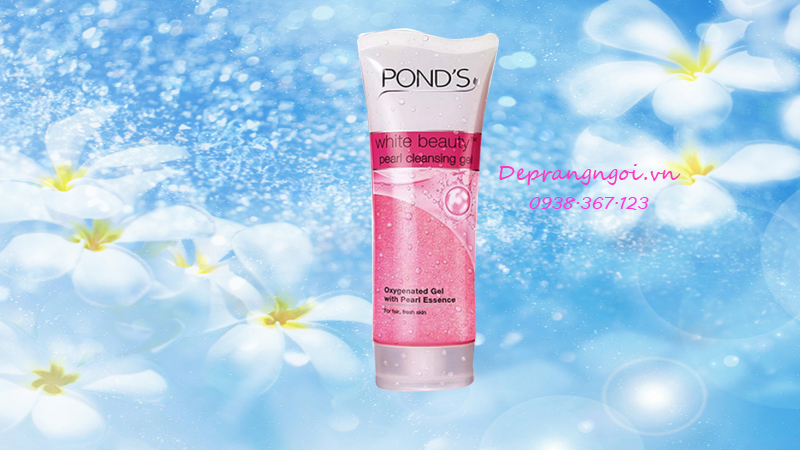 POND'S
white beauty™
pearl cleansing gel
Deprangngoi.vn
0938·367·123
Oxygenated Gel
with Pearl Essence
For fair, fresh skin